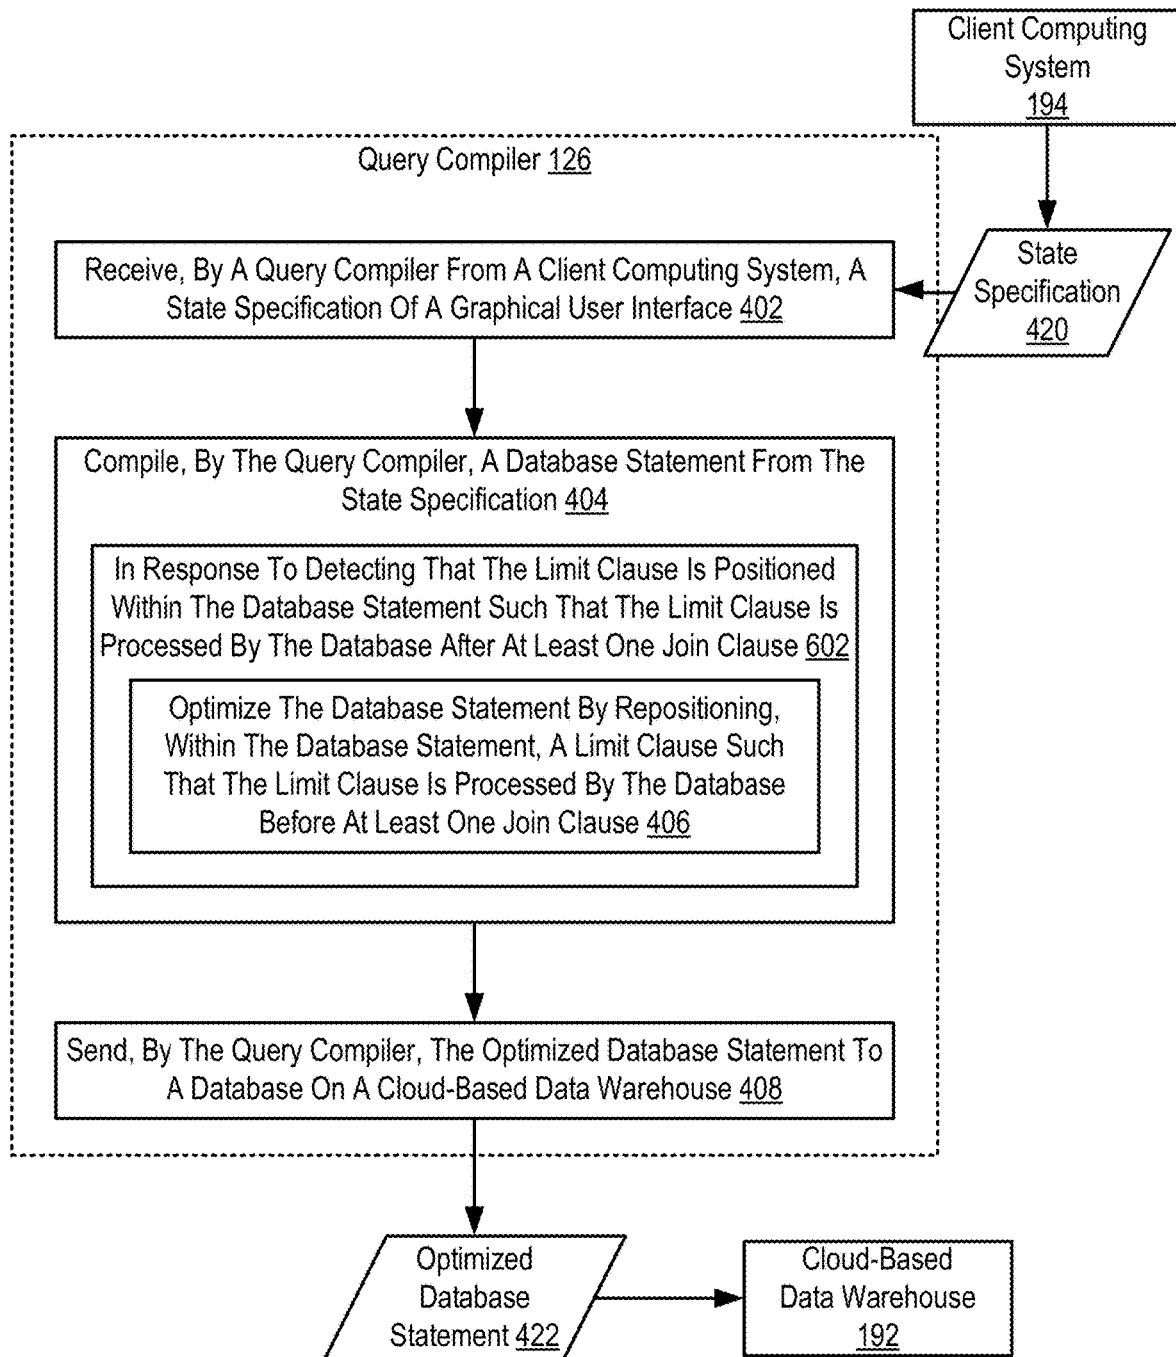 Client Computing
System
194
Query Compiler 126
State
Specification
420
Receive, By A Query Compiler From A Client Computing System, A
State Specification Of A Graphical User Interface 402
Compile, By The Query Compiler, A Database Statement From The
State Specification 404
In Response To Detecting That The Limit Clause Is Positioned
Within The Database Statement Such That The Limit Clause Is
Processed By The Database After At Least One Join Clause 602
Optimize The Database Statement By Repositioning,
Within The Database Statement, A Limit Clause Such
That The Limit Clause Is Processed By The Database
Before At Least One Join Clause 406
Send, By The Query Compiler, The Optimized Database Statement To
A Database On A Cloud-Based Data Warehouse 408
Optimized
Database
Statement 422
Cloud-Based
Data Warehouse
192